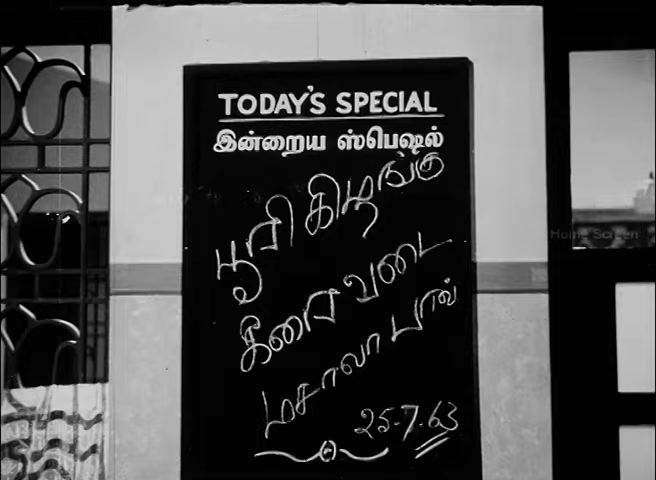 TODAY'S SPECIAL
இன்றைய ஸ்பெஷல்
பூரி கிழங்கு
கீரை வடை
மசாலா பால்
25-7-63
Home Screen